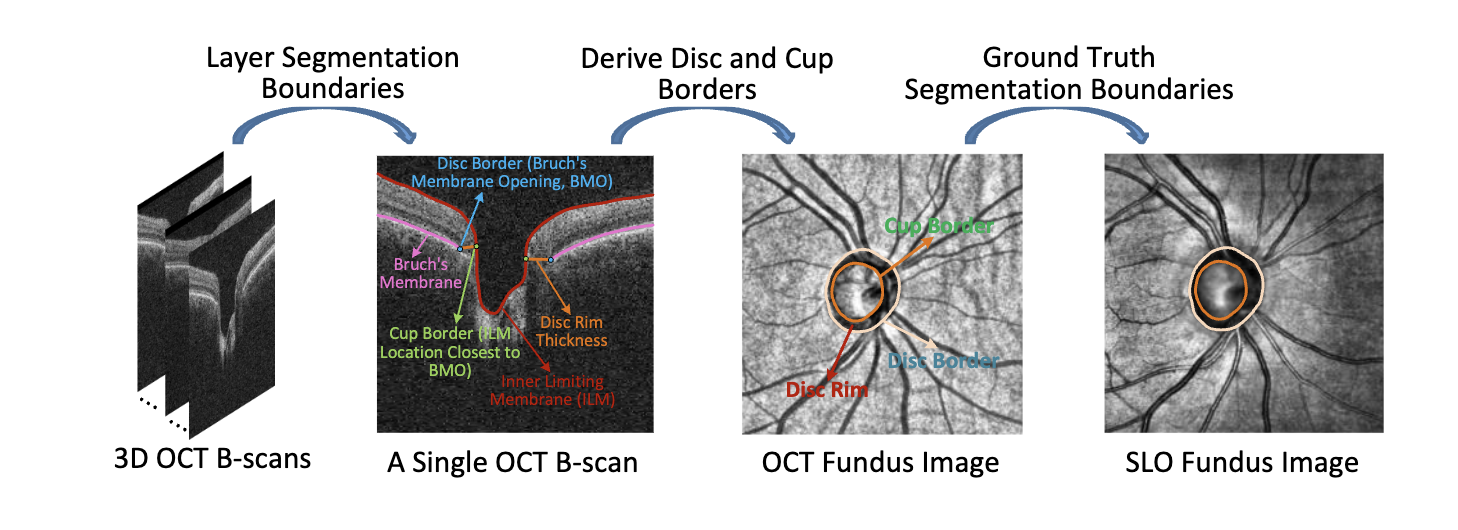 Layer Segmentation
Boundaries
Derive Disc and Cup
Borders
Ground Truth
Segmentation Boundaries
Disc Border (Bruch's
Membrane Opening, BMO)
Bruch's
Membrane
Cup Border (ILM
Location Closest to
BMO)
Disc Rim
Thickness
Inner Limiting
Membrane (ILM)
Cup Border
Disc Border
Disc Rim
3D OCT B-scans
A Single OCT B-scan
OCT Fundus Image
SLO Fundus Image